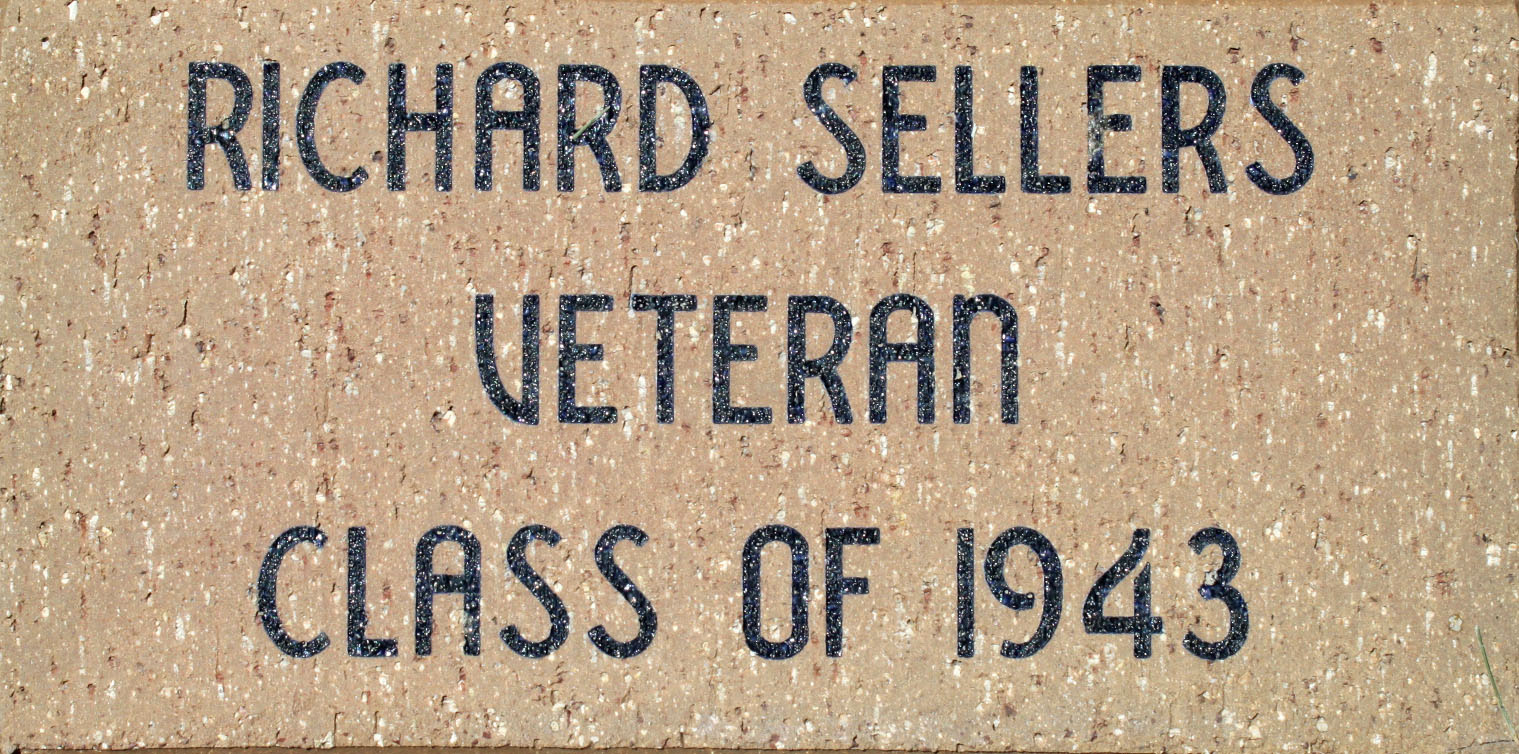 RICHARD SELLERS
VETERAN
CLASS OF 1943